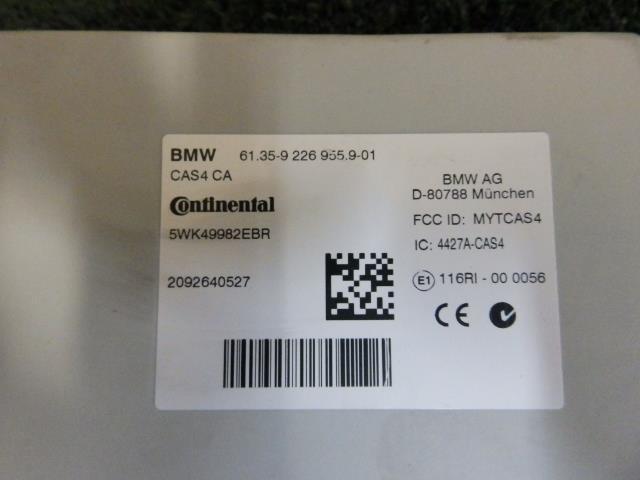 BMW 61.35-9 226 955.9-01
CAS4 CA
Continental
5WK49982EBR
2092640527
BMW AG
D-80788 München
FCC ID: MYTCAS4
IC: 4427A-CAS4
E1 116RI - 00 0056
CE